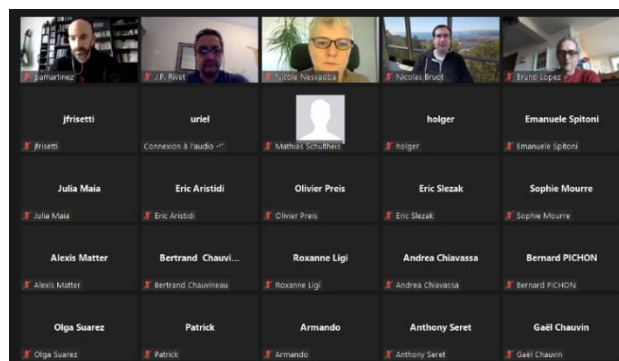 pamartinez
J.P. Rivet
Nicole Nesvadba
Nicolas Bruot
Bruno Lopez
jfrisetti
uriel
holger
Emanuele Spitoni
jfrisetti
Connexion à l'audio
Mathias Schultheis
holger
Emanuele Spitoni
Julia Maia
Eric Aristidi
Olivier Preis
Eric Slezak
Sophie Mourre
Julia Maia
Eric Aristidi
Olivier Preis
Eric Slezak
Sophie Mourre
Alexis Matter
Bertrand Chauvi...
Roxanne Ligi
Andrea Chiavassa
Bernard PICHON
Alexis Matter
Bertrand Chauvineau
Roxanne Ligi
Andrea Chiavassa
Bernard PICHON
Olga Suarez
Patrick
Armando
Anthony Seret
Gaël Chauvin
Olga Suarez
Patrick
Armando
Anthony Seret
Gaël Chauvin